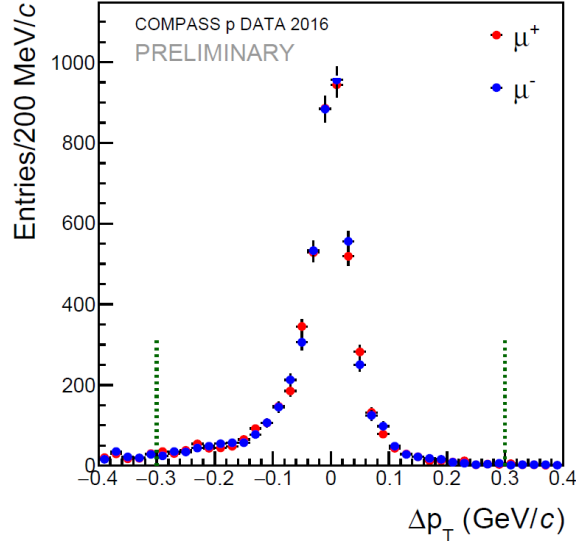 COMPASS p DATA 2016
PRELIMINARY
μ⁺
μ⁻
Entries/200 MeV/c
1000
800
600
400
200
0
−0.4 −0.3 −0.2 −0.1 0 0.1 0.2 0.3 0.4
Δp_T (GeV/c)